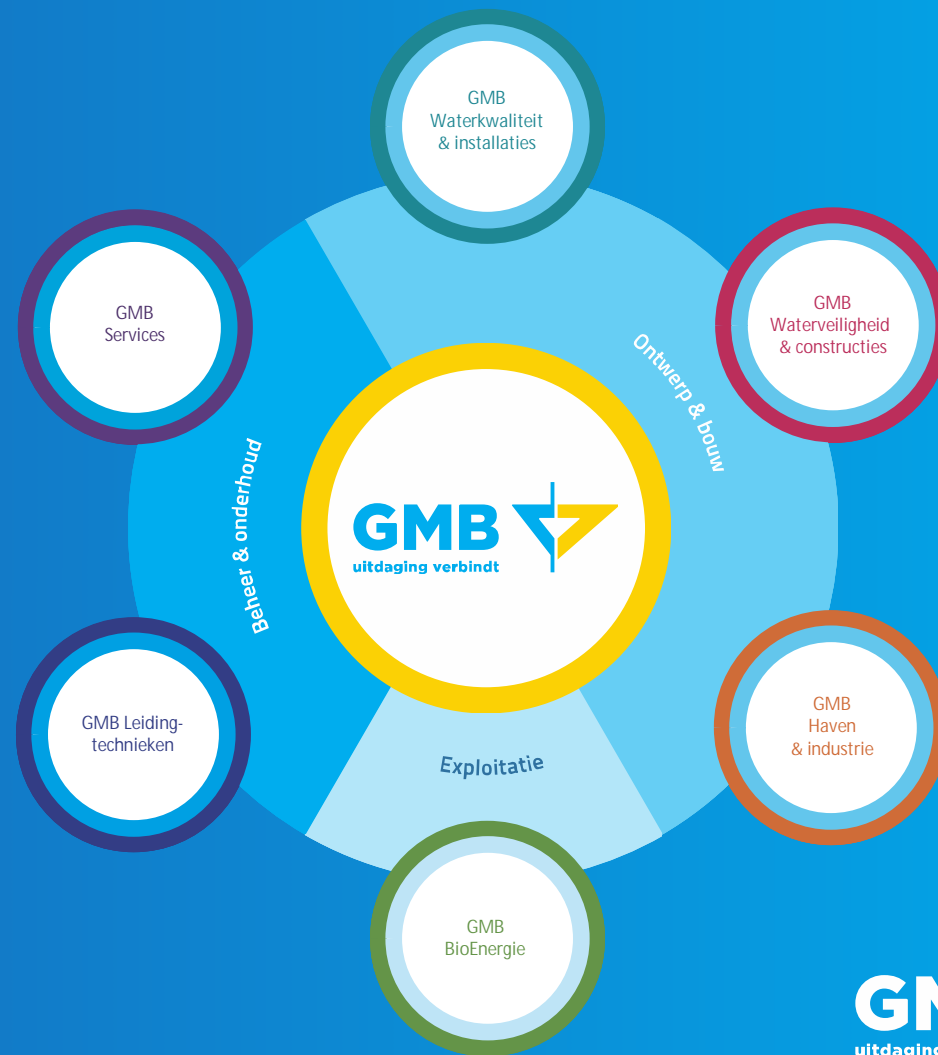 GMB
Waterkwaliteit
& installaties
GMB
Services
GMB
Waterveiligheid
& constructies
Ontwerp & bouw
Beheer & onderhoud
GMB
uitdaging verbindt
GMB Leiding-
technieken
GMB
Haven
& industrie
Exploitatie
GMB
BioEnergie
uitdaging